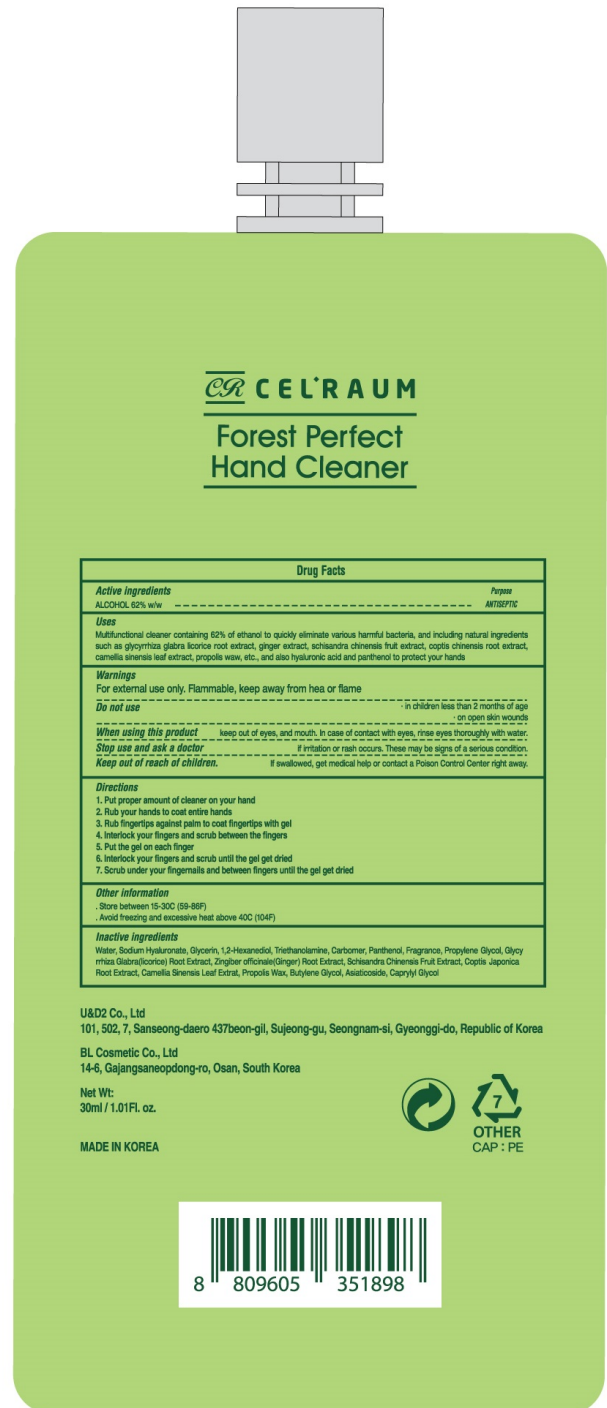 CR CEL'RAUM
Forest Perfect
Hand Cleaner
Drug Facts
Active ingredients Purpose
ALCOHOL 62% w/w ANTISEPTIC
Uses
Multifunctional cleaner containing 62% of ethanol to quickly eliminate various harmful bacteria, and including natural ingredients
such as glycyrrhiza glabra licorice root extract, ginger extract, schisandra chinensis fruit extract, coptis chinensis root extract,
camellia sinensis leaf extract, propolis waw, etc., and also hyaluronic acid and panthenol to protect your hands
Warnings
For external use only. Flammable, keep away from hea or flame
Do not use · in children less than 2 months of age
· on open skin wounds
When using this product keep out of eyes, and mouth. In case of contact with eyes, rinse eyes thoroughly with water.
Stop use and ask a doctor if irritation or rash occurs. These may be signs of a serious condition.
Keep out of reach of children. If swallowed, get medical help or contact a Poison Control Center right away.
Directions
1. Put proper amount of cleaner on your hand
2. Rub your hands to coat entire hands
3. Rub fingertips against palm to coat fingertips with gel
4. Interlock your fingers and scrub between the fingers
5. Put the gel on each finger
6. Interlock your fingers and scrub until the gel get dried
7. Scrub under your fingernails and between fingers until the gel get dried
Other information
. Store between 15-30C (59-86F)
. Avoid freezing and excessive heat above 40C (104F)
Inactive ingredients
Water, Sodium Hyaluronate, Glycerin, 1,2-Hexanediol, Triethanolamine, Carbomer, Panthenol, Fragrance, Propylene Glycol, Glycy
rrhiza Glabra(licorice) Root Extract, Zingiber officinale(Ginger) Root Extract, Schisandra Chinensis Fruit Extract, Coptis Japonica
Root Extract, Camellia Sinensis Leaf Extrat, Propolis Wax, Butylene Glycol, Asiaticoside, Caprylyl Glycol
U&D2 Co., Ltd
101, 502, 7, Sanseong-daero 437beon-gil, Sujeong-gu, Seongnam-si, Gyeonggi-do, Republic of Korea
BL Cosmetic Co., Ltd
14-6, Gajangsaneopdong-ro, Osan, South Korea
Net Wt:
30ml / 1.01Fl. oz.
7
OTHER
CAP : PE
MADE IN KOREA
8 809605 351898